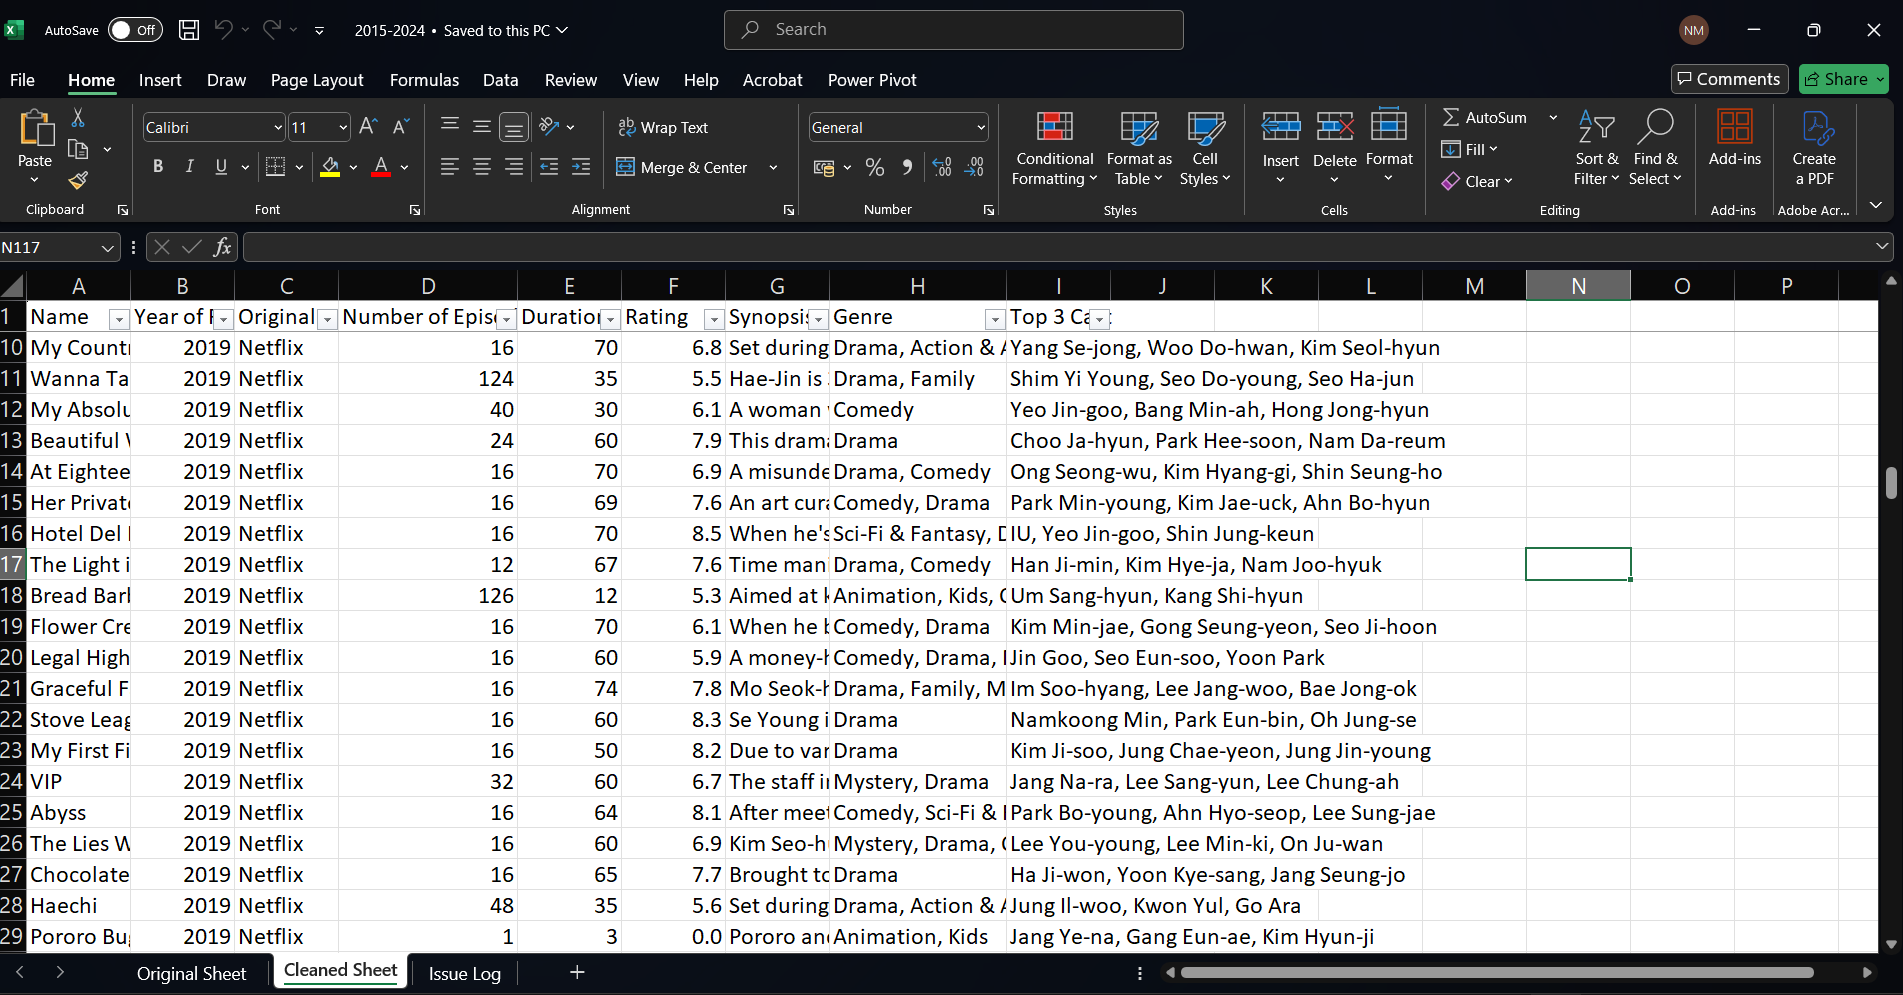 AutoSave Off 2015-2024 • Saved to this PC Search NM
File Home Insert Draw Page Layout Formulas Data Review View Help Acrobat Power Pivot Comments Share
Paste Calibri 11 A A B I U A ab Wrap Text Merge & Center General % Conditional Formatting Format as Table Cell Styles Insert Delete Format AutoSum Fill Clear Sort & Filter Find & Select Add-ins Create a PDF
Clipboard Font Alignment Number Styles Cells Editing Add-ins Adobe Acr...
N117 fx
A B C D E F G H I J K L M N O P
1 Name Year of Original Number of Epis Duration Rating Synopsis Genre Top 3 Ca
10 My Countr 2019 Netflix 16 70 6.8 Set during Drama, Action & Yang Se-jong, Woo Do-hwan, Kim Seol-hyun
11 Wanna Ta 2019 Netflix 124 35 5.5 Hae-Jin is Drama, Family Shim Yi Young, Seo Do-young, Seo Ha-jun
12 My Absolu 2019 Netflix 40 30 6.1 A woman Comedy Yeo Jin-goo, Bang Min-ah, Hong Jong-hyun
13 Beautiful 2019 Netflix 24 60 7.9 This drama Drama Choo Ja-hyun, Park Hee-soon, Nam Da-reum
14 At Eightee 2019 Netflix 16 70 6.9 A misunde Drama, Comedy Ong Seong-wu, Kim Hyang-gi, Shin Seung-ho
15 Her Private 2019 Netflix 16 69 7.6 An art cura Comedy, Drama Park Min-young, Kim Jae-uck, Ahn Bo-hyun
16 Hotel Del 2019 Netflix 16 70 8.5 When he's Sci-Fi & Fantasy, IU, Yeo Jin-goo, Shin Jung-keun
17 The Light i 2019 Netflix 12 67 7.6 Time mani Drama, Comedy Han Ji-min, Kim Hye-ja, Nam Joo-hyuk
18 Bread Barb 2019 Netflix 126 12 5.3 Aimed at k Animation, Kids, Um Sang-hyun, Kang Shi-hyun
19 Flower Cre 2019 Netflix 16 70 6.1 When he b Comedy, Drama Kim Min-jae, Gong Seung-yeon, Seo Ji-hoon
20 Legal High 2019 Netflix 16 60 5.9 A money-h Comedy, Drama, Jin Goo, Seo Eun-soo, Yoon Park
21 Graceful F 2019 Netflix 16 74 7.8 Mo Seok-h Drama, Family, M Im Soo-hyang, Lee Jang-woo, Bae Jong-ok
22 Stove Leag 2019 Netflix 16 60 8.3 Se Young i Drama Namkoong Min, Park Eun-bin, Oh Jung-se
23 My First Fi 2019 Netflix 16 50 8.2 Due to var Drama Kim Ji-soo, Jung Chae-yeon, Jung Jin-young
24 VIP 2019 Netflix 32 60 6.7 The staff in Mystery, Drama Jang Na-ra, Lee Sang-yun, Lee Chung-ah
25 Abyss 2019 Netflix 16 64 8.1 After meet Comedy, Sci-Fi & Park Bo-young, Ahn Hyo-seop, Lee Sung-jae
26 The Lies W 2019 Netflix 16 60 6.9 Kim Seo-h Mystery, Drama, Lee You-young, Lee Min-ki, On Ju-wan
27 Chocolate 2019 Netflix 16 65 7.7 Brought to Drama Ha Ji-won, Yoon Kye-sang, Jang Seung-jo
28 Haechi 2019 Netflix 48 35 5.6 Set during Drama, Action & Jung Il-woo, Kwon Yul, Go Ara
29 Pororo Bu 2019 Netflix 1 3 0.0 Pororo and Animation, Kids Jang Ye-na, Gang Eun-ae, Kim Hyun-ji
Original Sheet Cleaned Sheet Issue Log